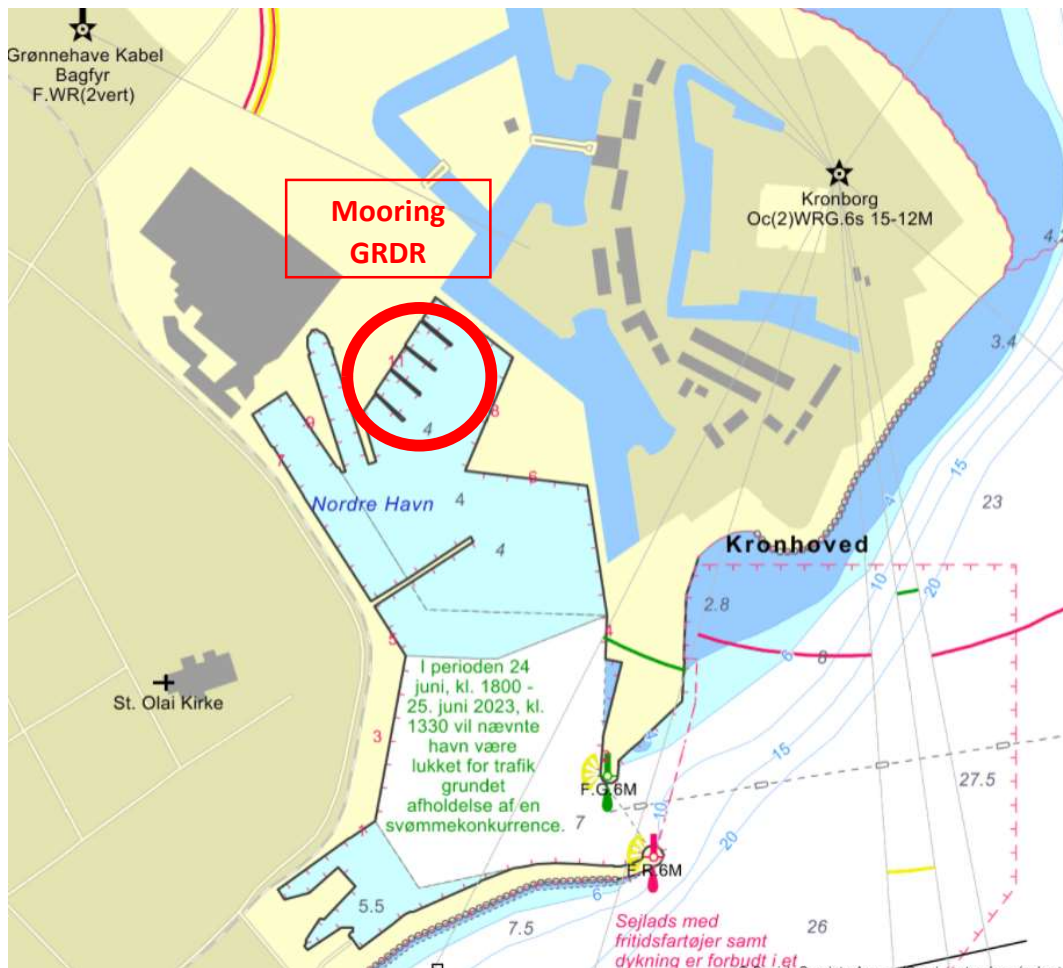 Grønnehave Kabel
Bagfyr
F.WR(2vert)
Mooring
GRDR
Kronborg
Oc(2)WRG.6s 15-12M
4.2
3.4
11
4
8
9
7
6
15
10
4
23
Nordre Havn
4
4
Kronhoved
10
20
2.8
4
5
6
8
I perioden 24
juni, kl. 1800 -
25. juni 2023, kl.
1330 vil nævnte
havn være
lukket for trafik
grundet
afholdelse af en
svømmekonkurrence.
St. Olai Kirke
3
15
F.G.6M
27.5
10
7
20
1
F.R.6M
5.5
6
7.5
26
Sejlads med
fritidsfartøjer samt
dykning er forbudt i et